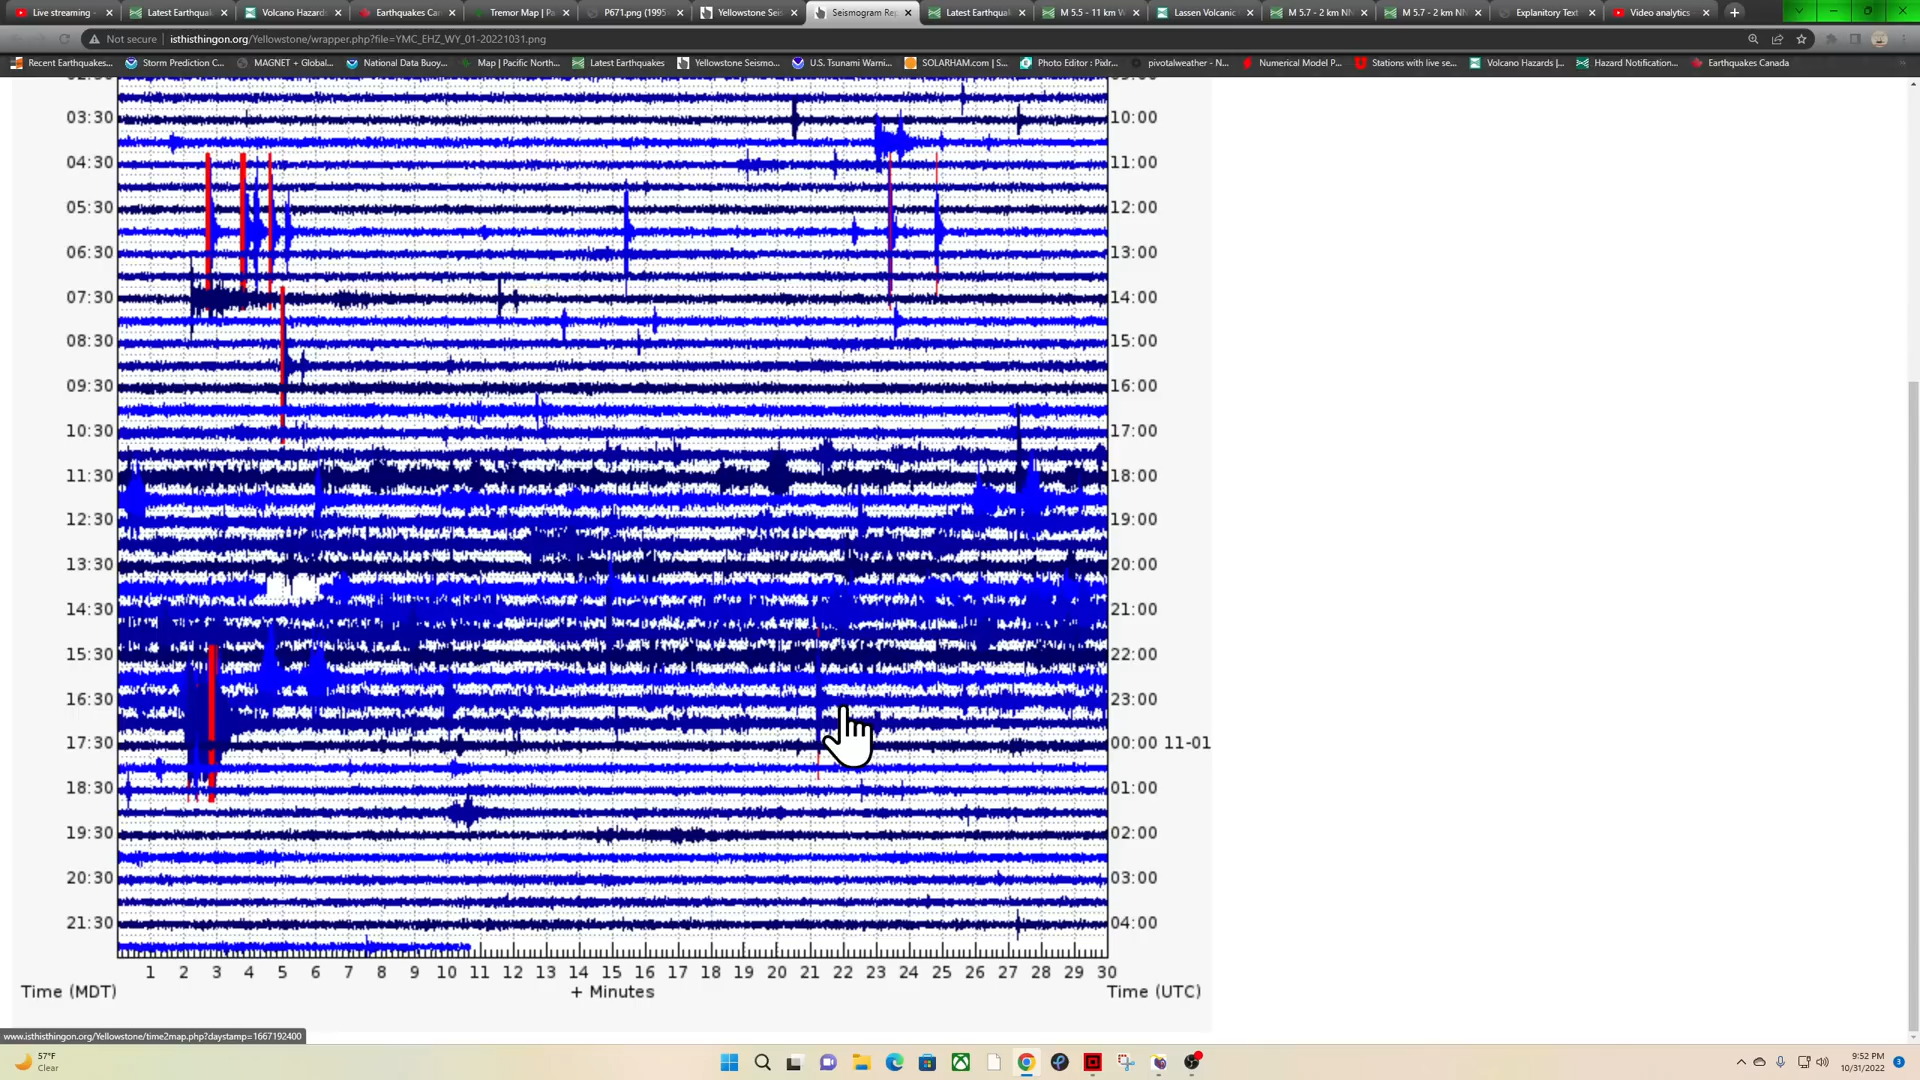 Live streaming -
Latest Earthqua
Volcano Hazard
Earthquakes Can
Tremor Map | Pa
P671.png (1995
Yellowstone Seis
Seismogram Re
Latest Earthqua
M 5.5 - 11 km W
Lassen Volcanic
M 5.7 - 2 km NN
M 5.7 - 2 km NN
Explanitory Text
Video analytics
Not secure | isthisthingon.org/Yellowstone/wrapper.php?file=YMC_EHZ_WY_01-20221031.png
Recent Earthquakes...
Storm Prediction C...
MAGNET + Global...
National Data Buoy...
Map | Pacific North...
Latest Earthquakes
Yellowstone Seismo...
U.S. Tsunami Warni...
SOLARHAM.com | S...
Photo Editor : Pixlr...
pivotalweather - N...
Numerical Model P...
Stations with live se...
Volcano Hazards |...
Hazard Notification...
Earthquakes Canada
03:30 10:00
04:30 11:00
05:30 12:00
06:30 13:00
07:30 14:00
08:30 15:00
09:30 16:00
10:30 17:00
11:30 18:00
12:30 19:00
13:30 20:00
14:30 21:00
15:30 22:00
16:30 23:00
17:30 00:00 11-01
18:30 01:00
19:30 02:00
20:30 03:00
21:30 04:00
1 2 3 4 5 6 7 8 9 10 11 12 13 14 15 16 17 18 19 20 21 22 23 24 25 26 27 28 29 30
Time (MDT) + Minutes Time (UTC)
www.isthisthingon.org/Yellowstone/time2map.php?daystamp=1667192400
57°F
Clear
9:52 PM
10/31/2022
3